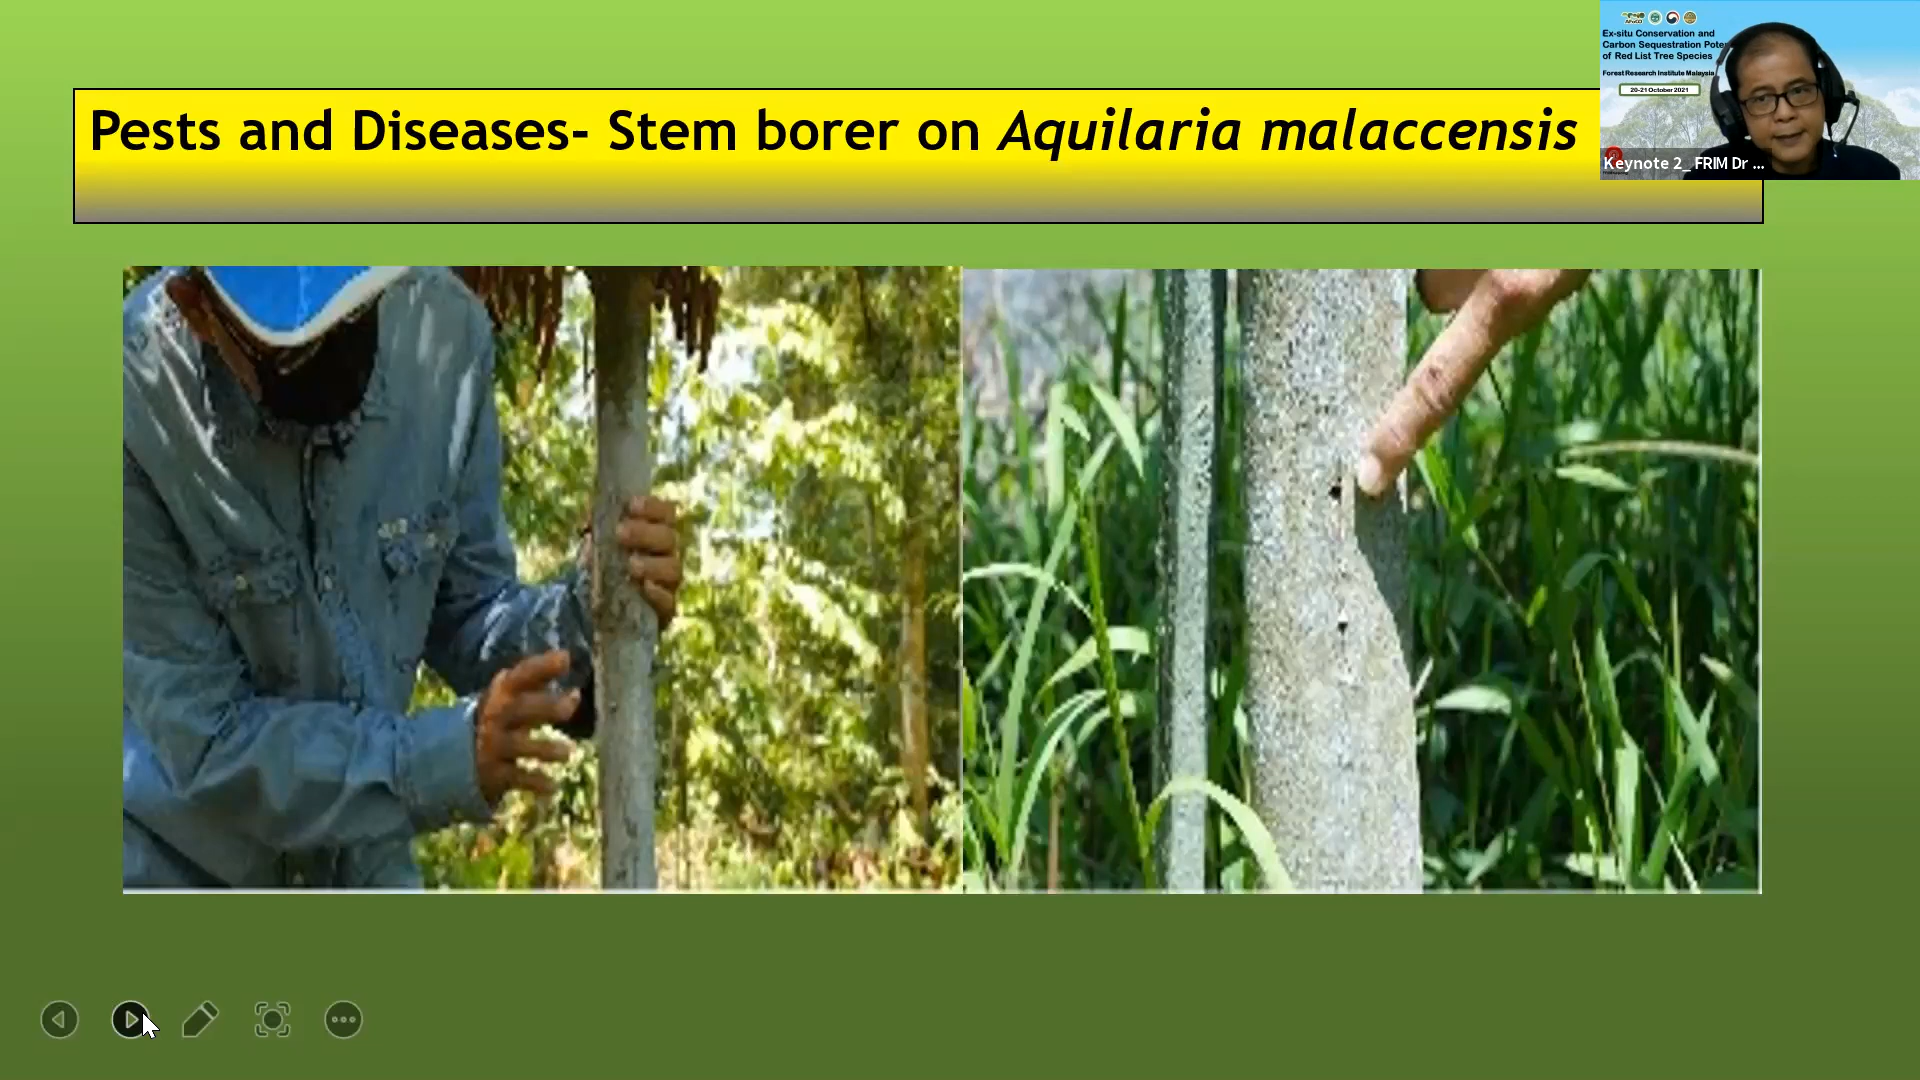 Pests and Diseases- Stem borer on Aquilaria malaccensis
Ex-situ Conservation and
Carbon Sequestration Pote
of Red List Tree Species
Forest Research Institute Malaysia
20-21 October 2021
Keynote 2_ FRIM Dr ...